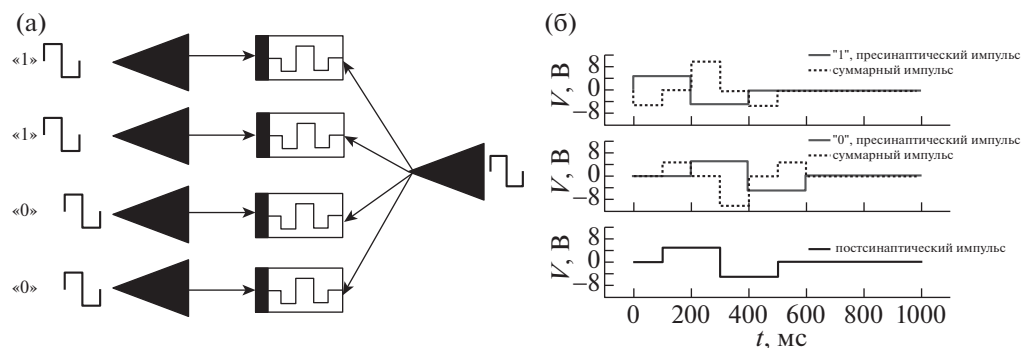 (а)
«1»
«1»
«0»
«0»
(б)
V, В
8
0
−8
"1", пресинаптический импульс
суммарный импульс
V, В
8
0
−8
"0", пресинаптический импульс
суммарный импульс
V, В
8
0
−8
постсинаптический импульс
0 200 400 600 800 1000
t, мс